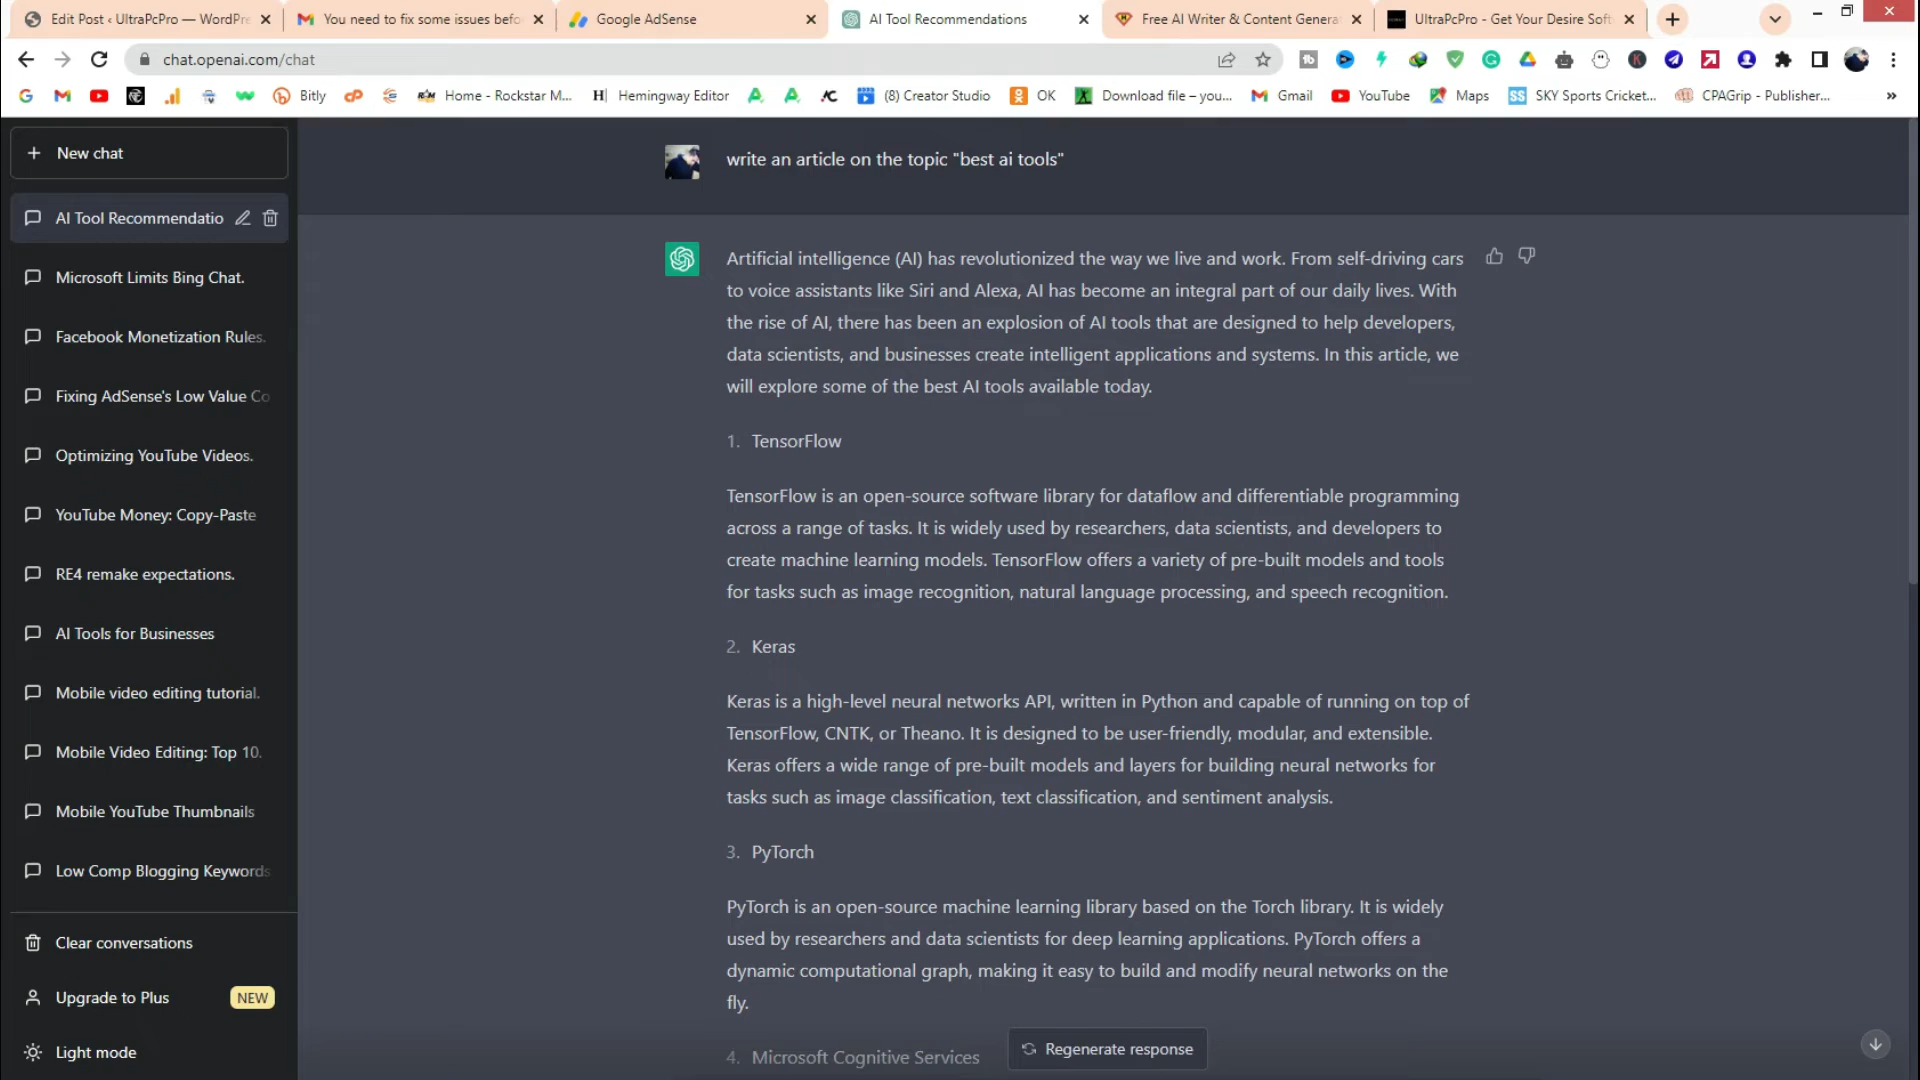 Edit Post ‹ UltraPcPro — WordPre
You need to fix some issues befo
Google AdSense
AI Tool Recommendations
Free AI Writer & Content Genera
UltraPcPro - Get Your Desire Soft
chat.openai.com/chat
Bitly
Home - Rockstar M...
Hemingway Editor
(8) Creator Studio
OK
Download file – you...
Gmail
YouTube
Maps
SKY Sports Cricket...
CPAGrip - Publisher...
New chat
AI Tool Recommendatio
Microsoft Limits Bing Chat.
Facebook Monetization Rules.
Fixing AdSense's Low Value Co
Optimizing YouTube Videos.
YouTube Money: Copy-Paste
RE4 remake expectations.
AI Tools for Businesses
Mobile video editing tutorial.
Mobile Video Editing: Top 10.
Mobile YouTube Thumbnails
Low Comp Blogging Keywords
Clear conversations
Upgrade to Plus NEW
Light mode
write an article on the topic "best ai tools"
Artificial intelligence (AI) has revolutionized the way we live and work. From self-driving cars
to voice assistants like Siri and Alexa, AI has become an integral part of our daily lives. With
the rise of AI, there has been an explosion of AI tools that are designed to help developers,
data scientists, and businesses create intelligent applications and systems. In this article, we
will explore some of the best AI tools available today.
1. TensorFlow
TensorFlow is an open-source software library for dataflow and differentiable programming
across a range of tasks. It is widely used by researchers, data scientists, and developers to
create machine learning models. TensorFlow offers a variety of pre-built models and tools
for tasks such as image recognition, natural language processing, and speech recognition.
2. Keras
Keras is a high-level neural networks API, written in Python and capable of running on top of
TensorFlow, CNTK, or Theano. It is designed to be user-friendly, modular, and extensible.
Keras offers a wide range of pre-built models and layers for building neural networks for
tasks such as image classification, text classification, and sentiment analysis.
3. PyTorch
PyTorch is an open-source machine learning library based on the Torch library. It is widely
used by researchers and data scientists for deep learning applications. PyTorch offers a
dynamic computational graph, making it easy to build and modify neural networks on the
fly.
4. Microsoft Cognitive Services
Regenerate response